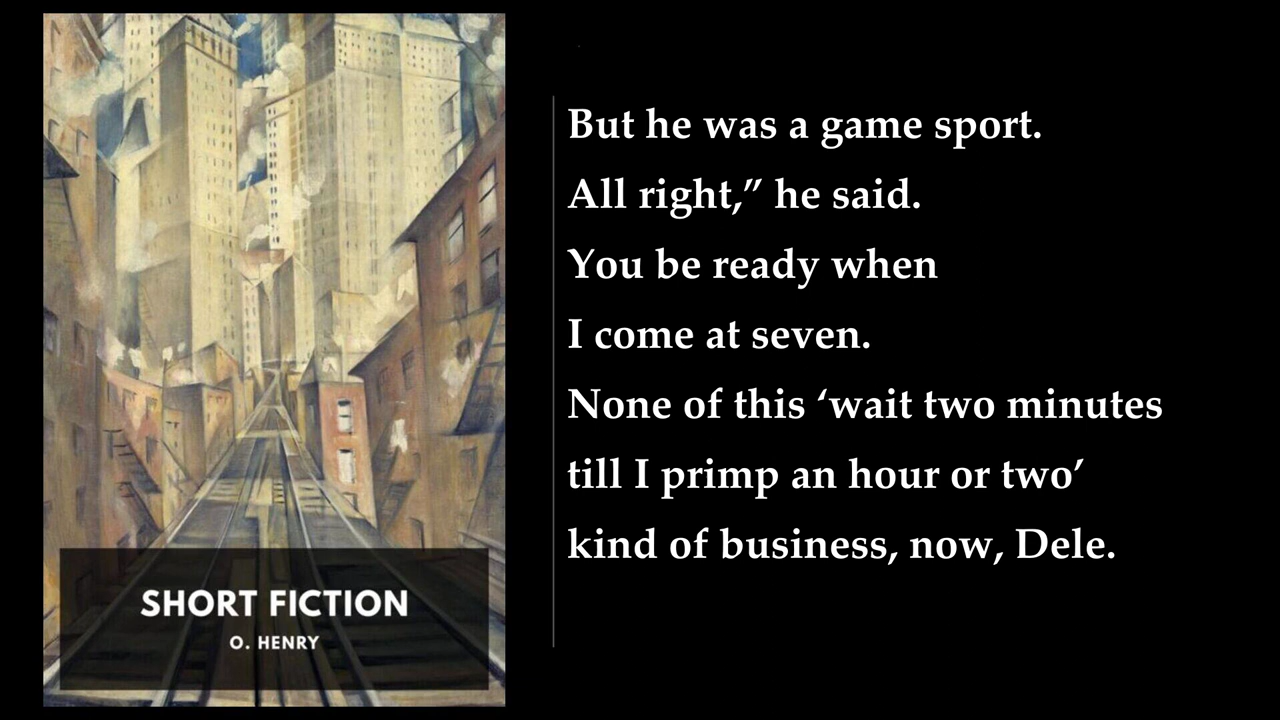 But he was a game sport.
All right,” he said.
You be ready when
I come at seven.
None of this ‘wait two minutes
till I primp an hour or two’
kind of business, now, Dele.
SHORT FICTION
O. HENRY